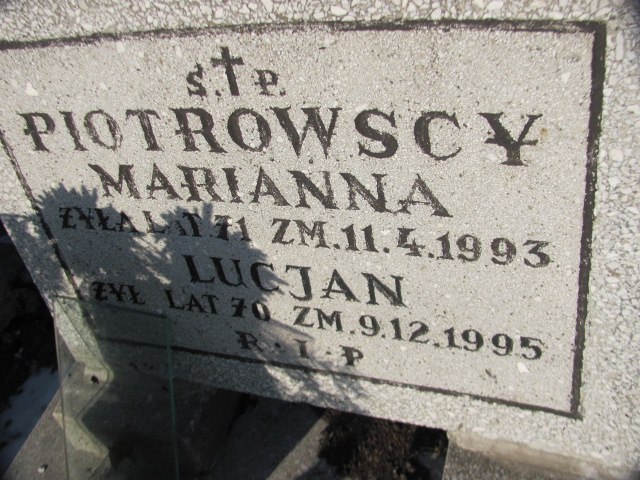 Ś. P.
PIOTROWSCY
MARIANNA
ŻYŁA LAT 71 ZM. 11. 4. 1993
LUCJAN
ŻYŁ LAT 70 ZM. 9. 12. 1995
R. I. P